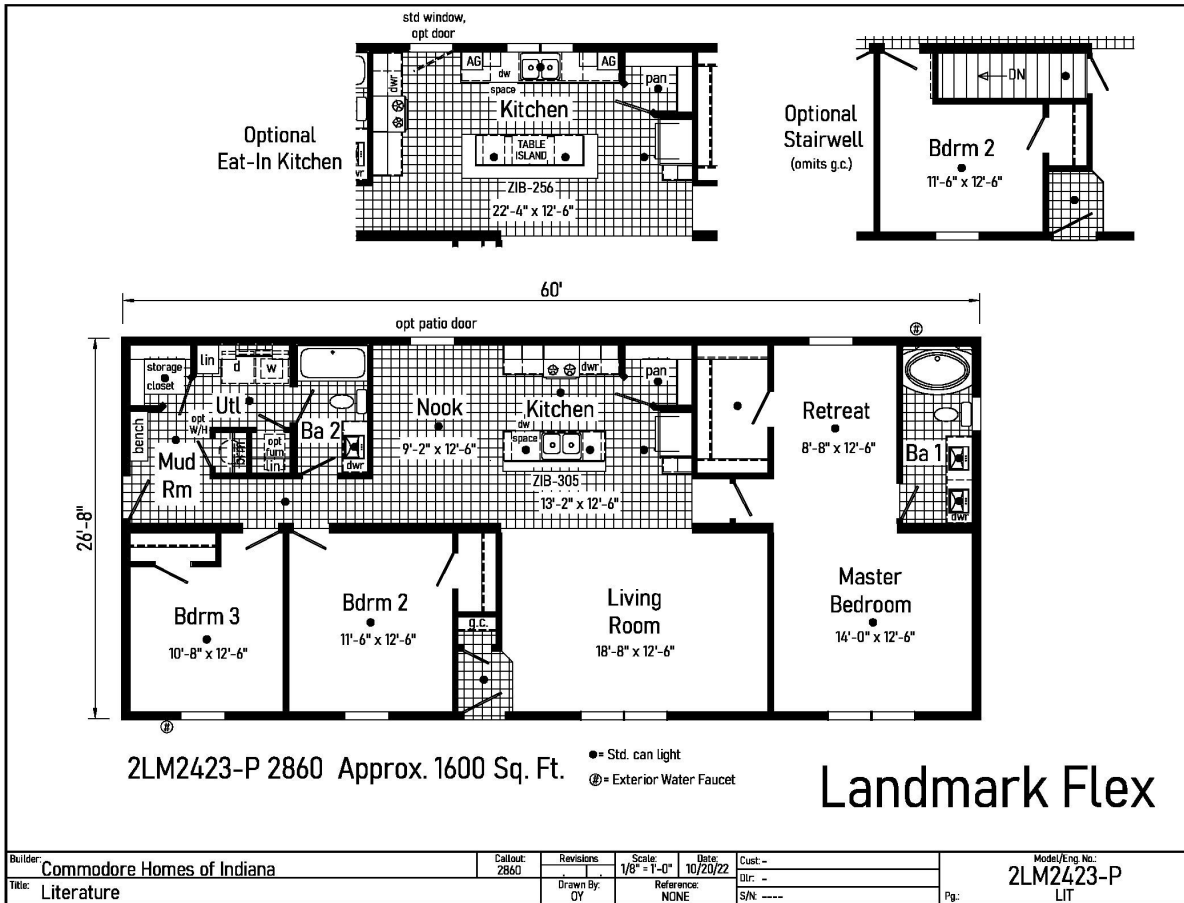 std window,
opt door
AG
dw
AG
space
dwr
pan
Kitchen
TABLE
ISLAND
ZIB-256
22'-4" x 12'-6"
Optional
Eat-In Kitchen
DN
Optional
Stairwell
(omits g.c.)
Bdrm 2
11'-6" x 12'-6"
60'
opt patio door
#
26'-8"
storage
closet
lin
d
w
Utl
opt
W/H
opt
furn
lin
bench
Mud
Rm
Ba 2
dwr
Nook
9'-2" x 12'-6"
dwr
Kitchen
dw
space
pan
ZIB-305
13'-2" x 12'-6"
Retreat
8'-8" x 12'-6"
Ba 1
dwr
Bdrm 3
10'-8" x 12'-6"
Bdrm 2
11'-6" x 12'-6"
g.c.
Living
Room
18'-8" x 12'-6"
Master
Bedroom
14'-0" x 12'-6"
#
2LM2423-P 2860 Approx. 1600 Sq. Ft.
= Std. can light
# = Exterior Water Faucet
Landmark Flex
Builder: Commodore Homes of Indiana
Callout: 2860
Revisions
Scale: 1/8" = 1'-0"
Date: 10/20/22
Cust: -
Dlr: -
S/N: ----
Model/Eng. No.:
2LM2423-P
Title: Literature
Drawn By: OY
Reference: NONE
Pg.: LIT